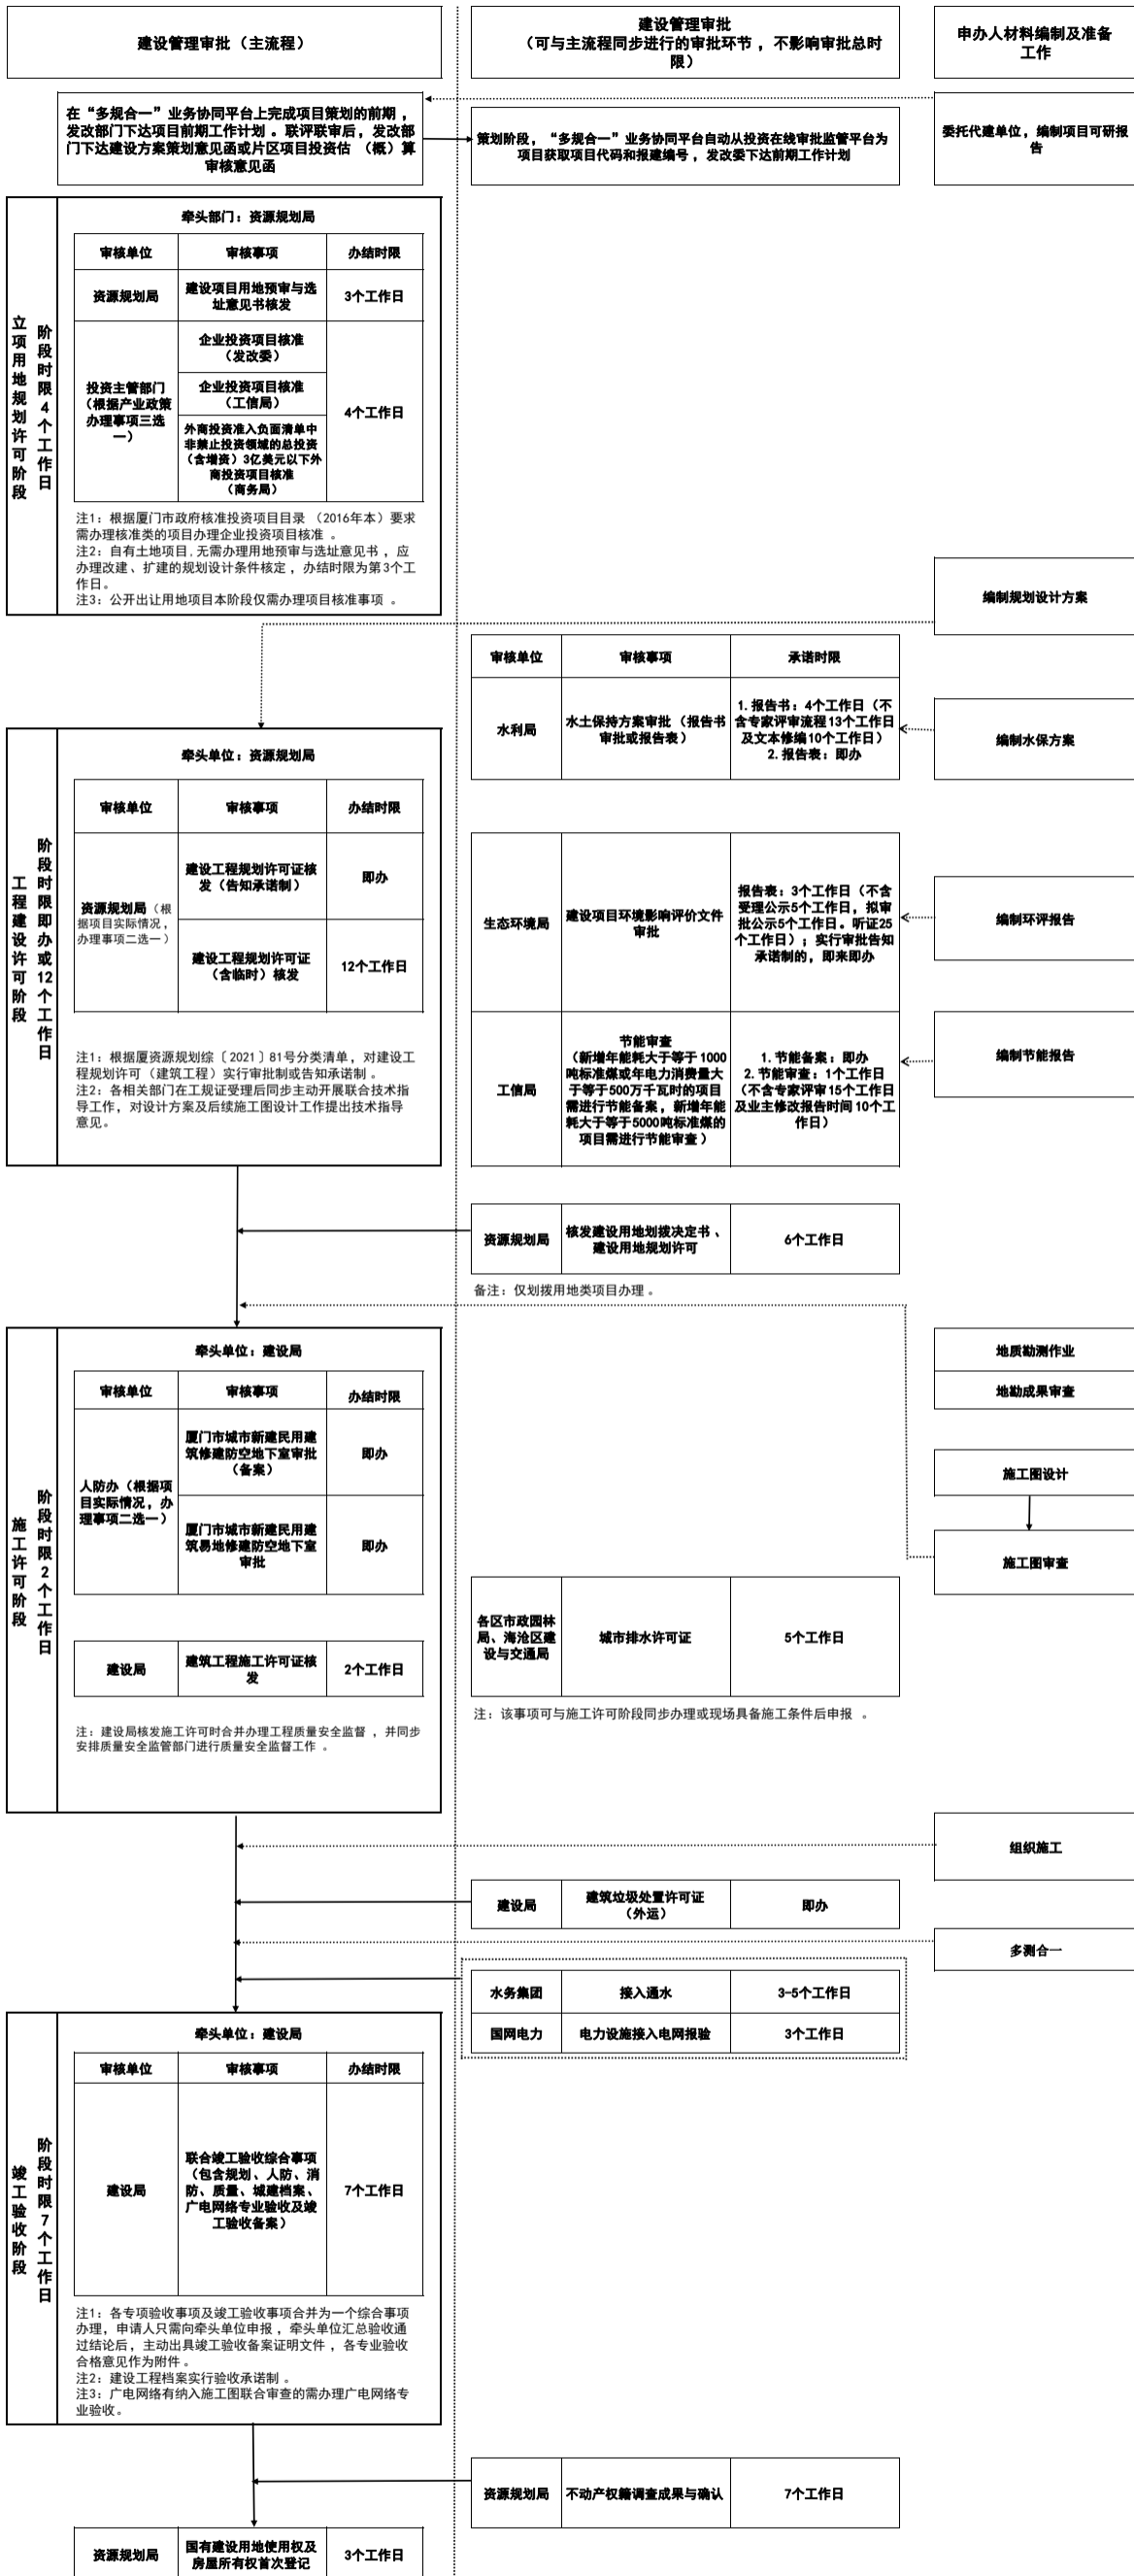 建设管理审批（主流程）
建设管理审批
（可与主流程同步进行的审批环节，不影响审批总时
限）
申办人材料编制及准备
工作
在“多规合一”业务协同平台上完成项目策划的前期，
发改部门下达项目前期工作计划。联评联审后，发改部
门下达建设方案策划意见函或片区项目投资估（概）算
审核意见函
策划阶段，“多规合一”业务协同平台自动从投资在线审批监管平台为
项目获取项目代码和报建编号，发改委下达前期工作计划
委托代建单位，编制项目可研报
告
立项用地规划许可阶段
阶段时限4个工作日
牵头部门：资源规划局
审核单位
审核事项
办结时限
资源规划局
建设项目用地预审与选
址意见书核发
3个工作日
投资主管部门
（根据产业政策
办理事项三选
一）
企业投资项目核准
（发改委）
企业投资项目核准
（工信局）
外商投资准入负面清单中
非禁止投资领域的总投资
（含增资）3亿美元以下外
商投资项目核准
（商务局）
4个工作日
注1：根据厦门市政府核准投资项目目录（2016年本）要求
需办理核准类的项目办理企业投资项目核准。
注2：自有土地项目，无需办理用地预审与选址意见书，应
办理改建、扩建的规划设计条件核定，办结时限为第3个工
作日。
注3：公开出让用地项目本阶段仅需办理项目核准事项。
编制规划设计方案
审核单位
审核事项
承诺时限
水利局
水土保持方案审批（报告书
审批或报告表）
1.报告书：4个工作日（不
含专家评审流程13个工作日
及文本修编10个工作日）
2.报告表：即办
编制水保方案
工程建设许可阶段
阶段时限即办或12个工作日
牵头单位：资源规划局
审核单位
审核事项
办结时限
资源规划局（根
据项目实际情况，
办理事项二选一）
建设工程规划许可证核
发（告知承诺制）
即办
建设工程规划许可证
（含临时）核发
12个工作日
注1：根据厦资源规划综〔2021〕81号分类清单，对建设工
程规划许可（建筑工程）实行审批制或告知承诺制。
注2：各相关部门在工规证受理后同步主动开展联合技术指
导工作，对设计方案及后续施工图设计工作提出技术指导
意见。
生态环境局
建设项目环境影响评价文件
审批
报告表：3个工作日（不含
受理公示5个工作日，拟审
批公示5个工作日。听证25
个工作日）；实行审批告知
承诺制的，即来即办
编制环评报告
工信局
节能审查
（新增年能耗大于等于1000
吨标准煤或年电力消费量大
于等于500万千瓦时的项目
需进行节能备案，新增年能
耗大于等于5000吨标准煤的
项目需进行节能审查）
1.节能备案：即办
2.节能审查：1个工作日
（不含专家评审15个工作日
及业主修改报告时间10个工
作日）
编制节能报告
资源规划局
核发建设用地划拨决定书、
建设用地规划许可
6个工作日
备注：仅划拨用地类项目办理。
施工许可阶段
阶段时限2个工作日
牵头单位：建设局
审核单位
审核事项
办结时限
人防办（根据项
目实际情况，办
理事项二选一）
厦门市城市新建民用建
筑修建防空地下室审批
（备案）
即办
厦门市城市新建民用建
筑易地修建防空地下室
审批
即办
建设局
建筑工程施工许可证核
发
2个工作日
注：建设局核发施工许可时合并办理工程质量安全监督，并同步
安排质量安全监管部门进行质量安全监督工作。
地质勘测作业
地勘成果审查
施工图设计
施工图审查
各区市政园林
局、海沧区建
设与交通局
城市排水许可证
5个工作日
注：该事项可与施工许可阶段同步办理或现场具备施工条件后申报。
组织施工
建设局
建筑垃圾处置许可证
（外运）
即办
多测合一
水务集团
接入通水
3-5个工作日
国网电力
电力设施接入电网报验
3个工作日
竣工验收阶段
阶段时限7个工作日
牵头单位：建设局
审核单位
审核事项
办结时限
建设局
联合竣工验收综合事项
（包含规划、人防、消
防、质量、城建档案、
广电网络专业验收及竣
工验收备案）
7个工作日
注1：各专项验收事项及竣工验收事项合并为一个综合事项
办理，申请人只需向牵头单位申报，牵头单位汇总验收通
过结论后，主动出具竣工验收备案证明文件，各专业验收
合格意见作为附件。
注2：建设工程档案实行验收承诺制。
注3：广电网络有纳入施工图联合审查的需办理广电网络专
业验收。
资源规划局
不动产权籍调查成果与确认
7个工作日
资源规划局
国有建设用地使用权及
房屋所有权首次登记
3个工作日